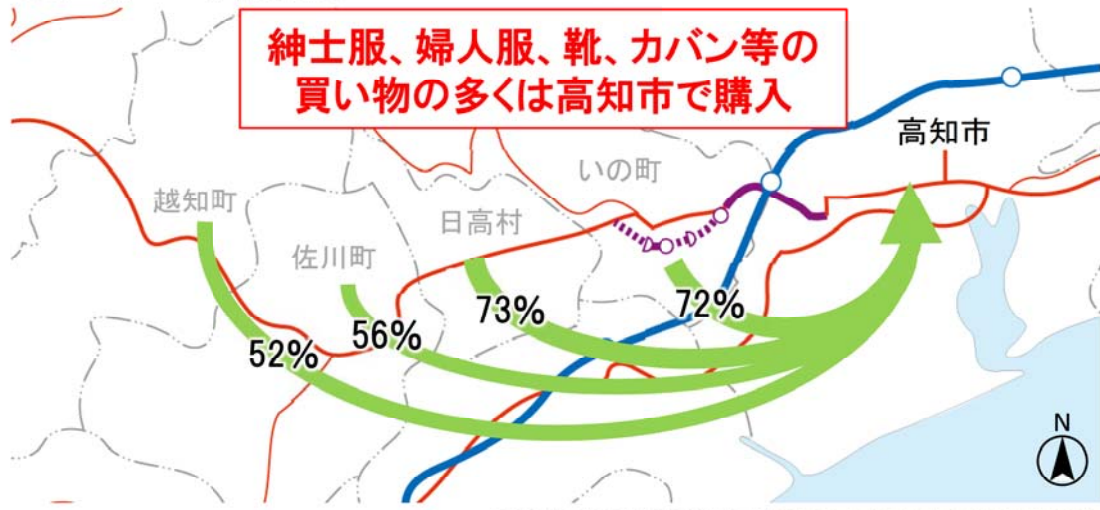 紳士服、婦人服、靴、カバン等の
買い物の多くは高知市で購入
高知市
いの町
越知町
日高村
佐川町
73%
72%
56%
52%
N